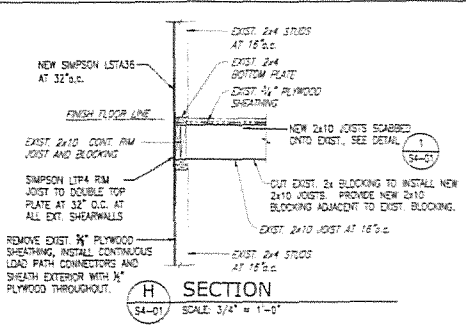 EXIST. 2x4 STUDS
AT 16"o.c.
NEW SIMPSON LSTA36
AT 32"o.c.
EXIST. 2x4
BOTTOM PLATE
EXIST. ¾" PLYWOOD
SHEATHING
FINISH FLOOR LINE
EXIST. 2x10 CONT. RIM
JOIST AND BLOCKING
NEW 2x10 JOISTS SCABBED
ONTO EXIST., SEE DETAIL
1
S4-01
SIMPSON LTP4 RIM
JOIST TO DOUBLE TOP
PLATE AT 32" O.C. AT
ALL EXT. SHEARWALLS
CUT EXIST. 2x BLOCKING TO INSTALL NEW
2x10 JOISTS. PROVIDE NEW 2x10
BLOCKING ADJACENT TO EXIST. BLOCKING.
EXIST. 2x10 JOIST AT 16"o.c.
REMOVE EXIST. PLYWOOD
SHEATHING, INSTALL CONTINUOUS
LOAD PATH CONNECTORS AND
SHEATH EXTERIOR WITH ½"
PLYWOOD THROUGHOUT.
EXIST. 2x4 STUDS
AT 16"o.c.
H
S4-01
SECTION
SCALE: 3/4" = 1'-0"